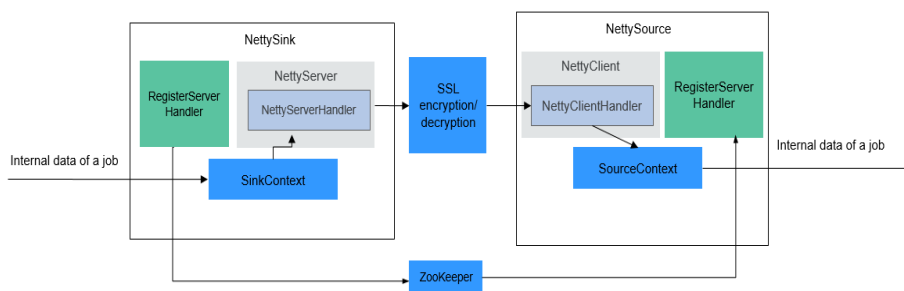 NettySink
NettySource
NettyServer
NettyClient
RegisterServer
Handler
NettyServerHandler
SSL
encryption/
decryption
NettyClientHandler
RegisterServer
Handler
Internal data of a job
SinkContext
SourceContext
Internal data of a job
ZooKeeper